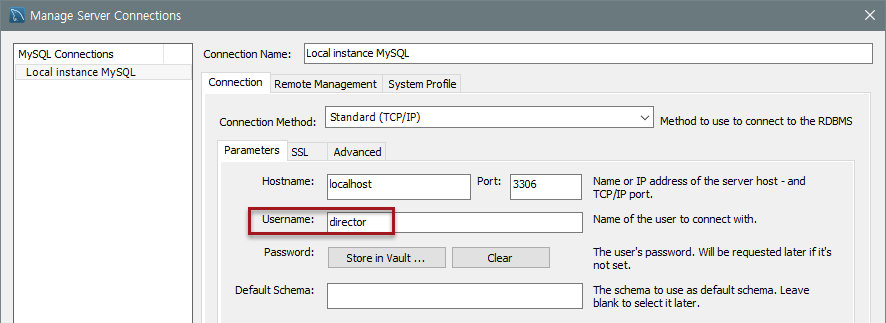 Manage Server Connections
MySQL Connections
Local instance MySQL
Connection Name: Local instance MySQL
Connection Remote Management System Profile
Connection Method: Standard (TCP/IP) Method to use to connect to the RDBMS
Parameters SSL Advanced
Hostname: localhost Port: 3306 Name or IP address of the server host - and
TCP/IP port.
Username: director Name of the user to connect with.
Password: Store in Vault ... Clear The user's password. Will be requested later if it's
not set.
Default Schema: The schema to use as default schema. Leave
blank to select it later.